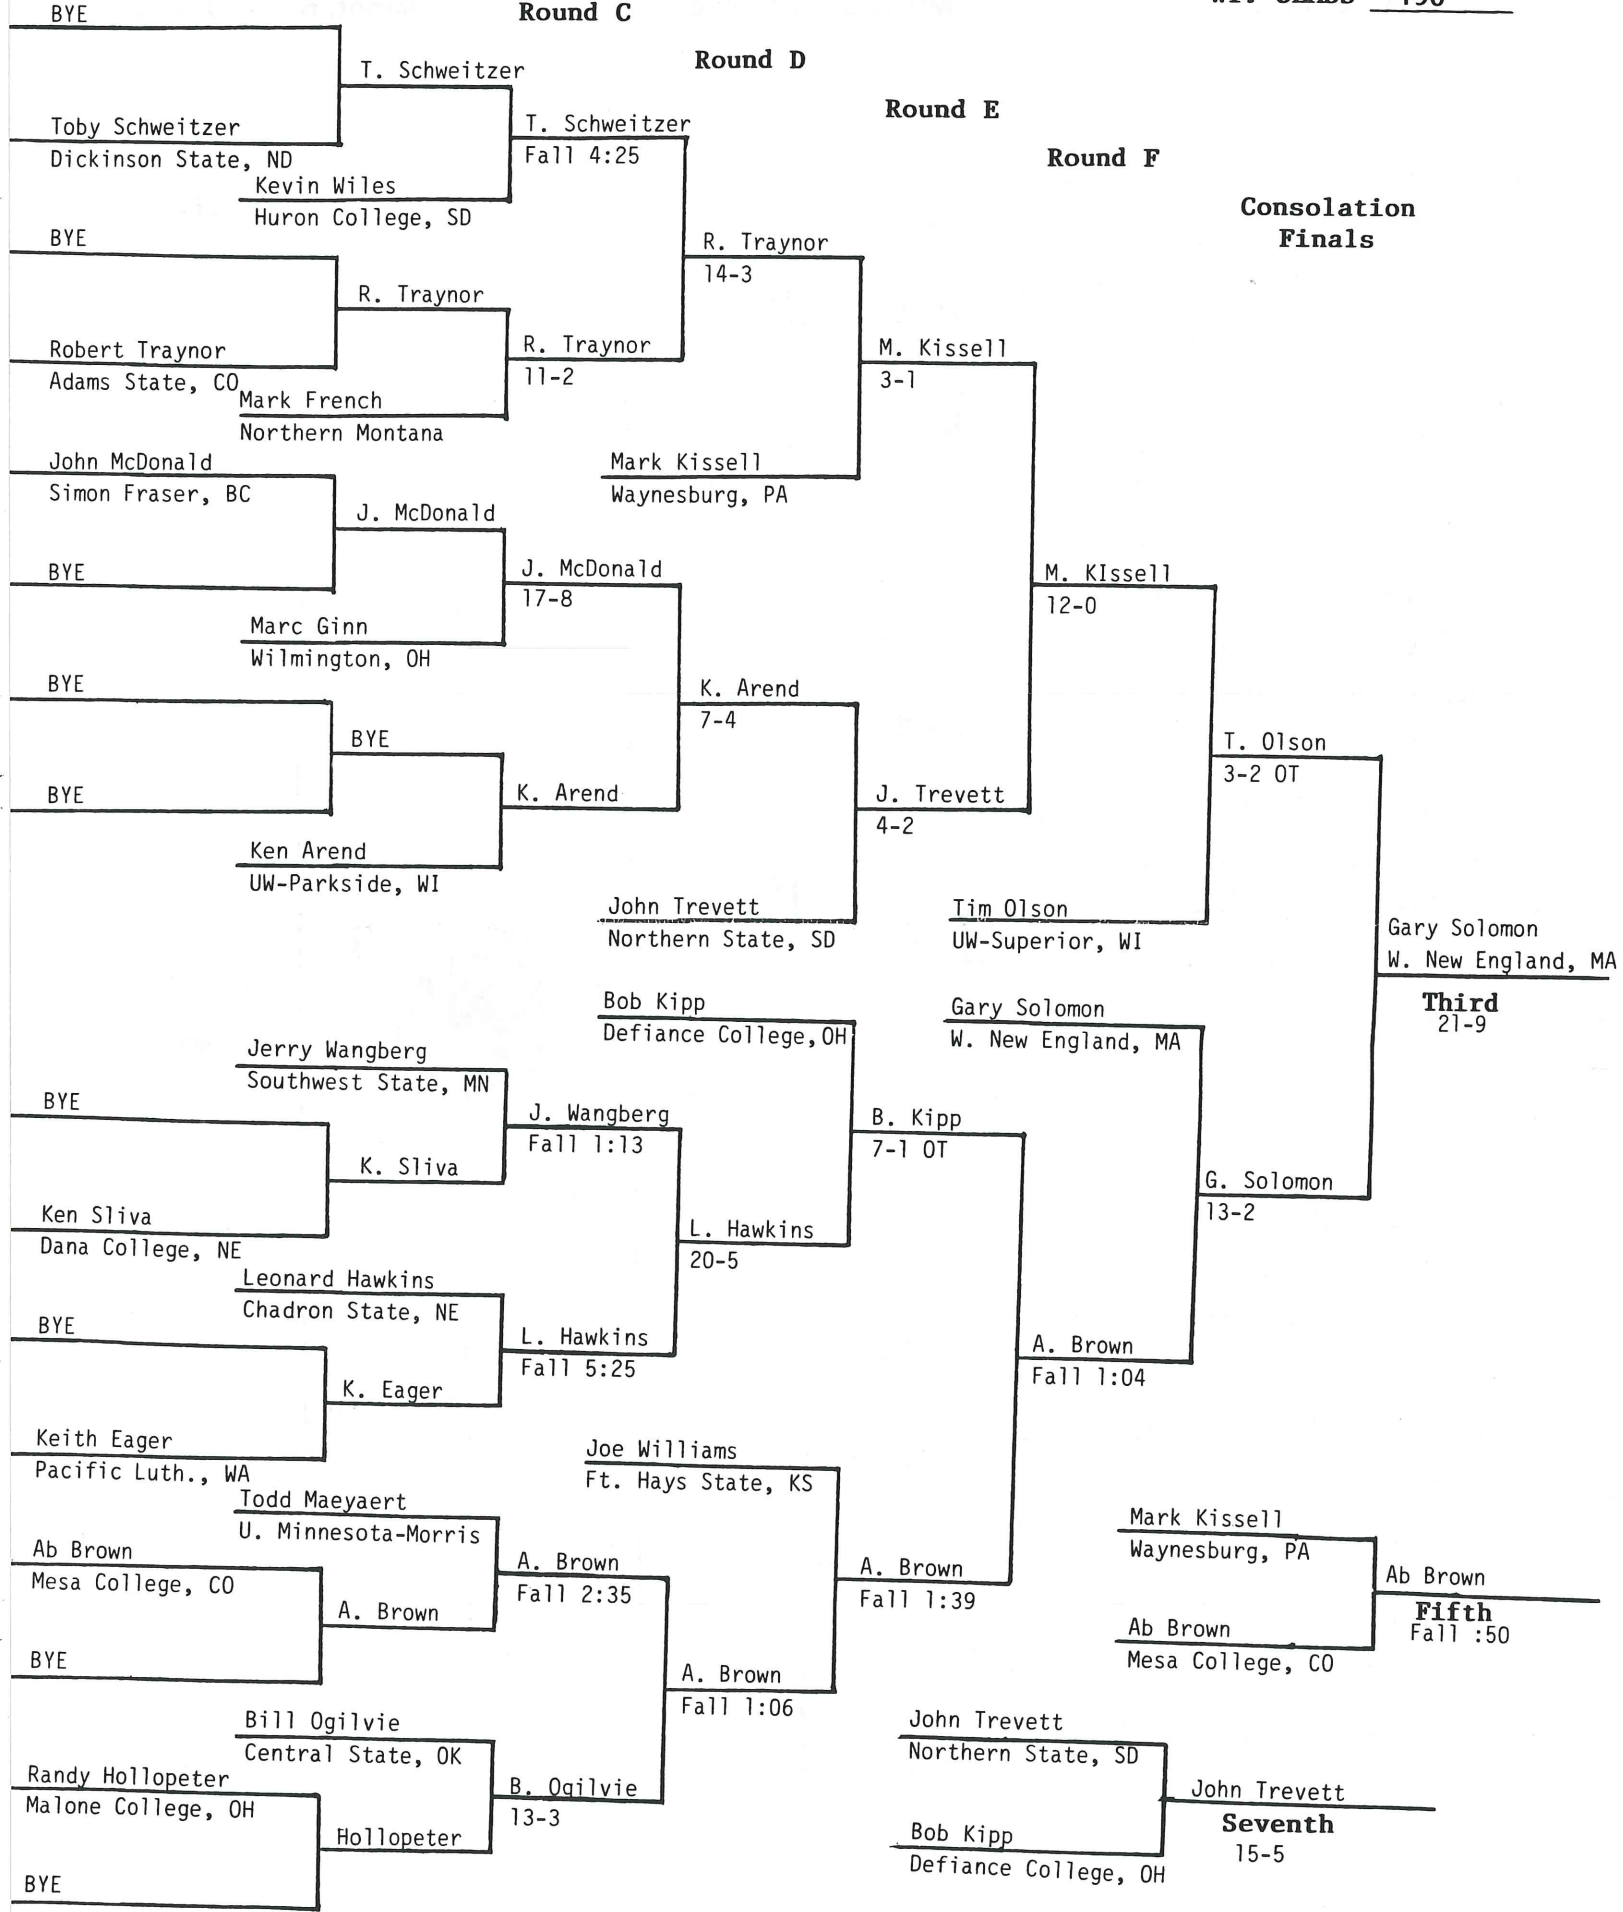 BYE
Round C
WT. CLASS 190
Round D
T. Schweitzer
Round E
Toby Schweitzer
Dickinson State, ND
T. Schweitzer
Fall 4:25
Round F
Kevin Wiles
Huron College, SD
Consolation
Finals
BYE
R. Traynor
14-3
R. Traynor
Robert Traynor
Adams State, CO
R. Traynor
11-2
M. Kissell
3-1
Mark French
Northern Montana
John McDonald
Simon Fraser, BC
Mark Kissell
Waynesburg, PA
J. McDonald
BYE
J. McDonald
17-8
M. KIssell
12-0
Marc Ginn
Wilmington, OH
BYE
K. Arend
7-4
BYE
T. Olson
3-2 OT
BYE
K. Arend
J. Trevett
4-2
Ken Arend
UW-Parkside, WI
John Trevett
Northern State, SD
Tim Olson
UW-Superior, WI
Gary Solomon
W. New England, MA
Third
21-9
Bob Kipp
Defiance College, OH
Gary Solomon
W. New England, MA
Jerry Wangberg
Southwest State, MN
BYE
J. Wangberg
Fall 1:13
B. Kipp
7-1 OT
K. Sliva
G. Solomon
13-2
Ken Sliva
Dana College, NE
L. Hawkins
20-5
Leonard Hawkins
Chadron State, NE
BYE
L. Hawkins
Fall 5:25
A. Brown
Fall 1:04
K. Eager
Keith Eager
Pacific Luth., WA
Joe Williams
Ft. Hays State, KS
Todd Maeyaert
U. Minnesota-Morris
Mark Kissell
Waynesburg, PA
Ab Brown
Mesa College, CO
A. Brown
Fall 2:35
A. Brown
Fall 1:39
Ab Brown
Fifth
Fall :50
A. Brown
Ab Brown
Mesa College, CO
BYE
A. Brown
Fall 1:06
Bill Ogilvie
Central State, OK
John Trevett
Northern State, SD
Randy Hollopeter
Malone College, OH
B. Ogilvie
13-3
John Trevett
Seventh
15-5
Hollopeter
Bob Kipp
Defiance College, OH
BYE